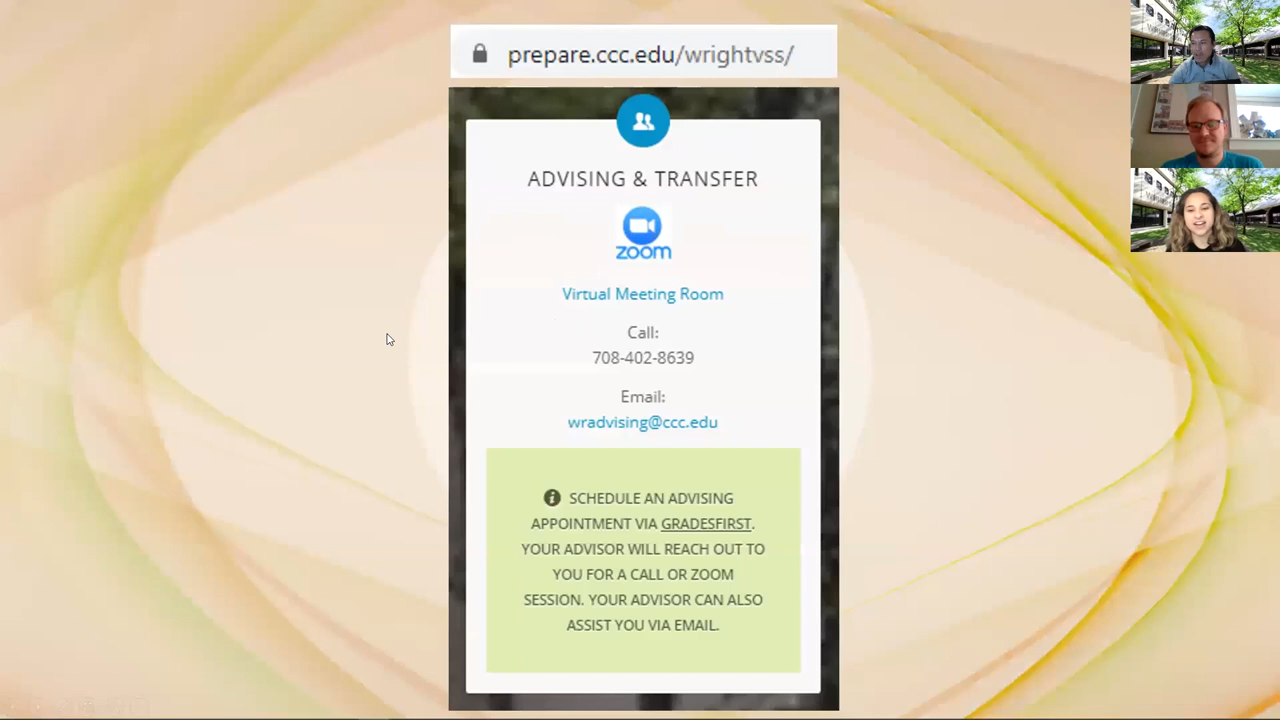 prepare.ccc.edu/wrightvss/
ADVISING & TRANSFER
zoom
Virtual Meeting Room
Call:
708-402-8639
Email:
wradvising@ccc.edu
SCHEDULE AN ADVISING
APPOINTMENT VIA GRADESFIRST.
YOUR ADVISOR WILL REACH OUT TO
YOU FOR A CALL OR ZOOM
SESSION. YOUR ADVISOR CAN ALSO
ASSIST YOU VIA EMAIL.